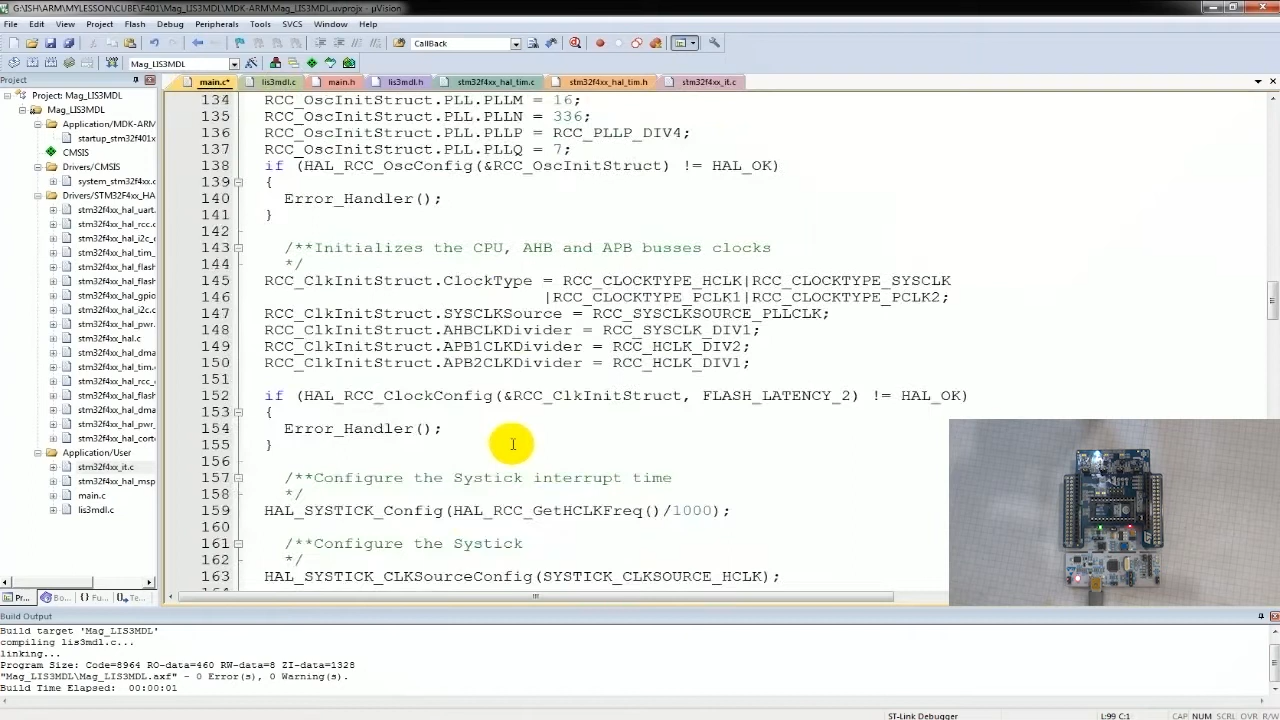 G:\ISH\ARM\MYLESSON\CUBE\F401\Mag_LIS3MDL\MDK-ARM\Mag_LIS3MDL.uvprojx - µVision
File Edit View Project Flash Debug Peripherals Tools SVCS Window Help
CallBack
Mag_LIS3MDL
Project
main.c* lis3mdl.c main.h lis3mdl.h stm32f4xx_hal_tim.c stm32f4xx_hal_tim.h stm32f4xx_it.c
Project: Mag_LIS3MDL
Mag_LIS3MDL
Application/MDK-ARM
startup_stm32f401x
CMSIS
Drivers/CMSIS
system_stm32f4xx.c
Drivers/STM32F4xx_HA
stm32f4xx_hal_uart.
stm32f4xx_hal_rcc.c
stm32f4xx_hal_i2c_e
stm32f4xx_hal_tim_
stm32f4xx_hal_flash
stm32f4xx_hal_flash
stm32f4xx_hal_gpio
stm32f4xx_hal_i2c.c
stm32f4xx_hal_pwr.
stm32f4xx_hal.c
stm32f4xx_hal_dma
stm32f4xx_hal_tim.c
stm32f4xx_hal_rcc_
stm32f4xx_hal_flash
stm32f4xx_hal_dma
stm32f4xx_hal_pwr_
stm32f4xx_hal_cort
Application/User
stm32f4xx_it.c
stm32f4xx_hal_msp
main.c
lis3mdl.c
134 RCC_OscInitStruct.PLL.PLLM = 16;
135 RCC_OscInitStruct.PLL.PLLN = 336;
136 RCC_OscInitStruct.PLL.PLLP = RCC_PLLP_DIV4;
137 RCC_OscInitStruct.PLL.PLLQ = 7;
138 if (HAL_RCC_OscConfig(&RCC_OscInitStruct) != HAL_OK)
139 {
140 Error_Handler();
141 }
142
143 /**Initializes the CPU, AHB and APB busses clocks
144 */
145 RCC_ClkInitStruct.ClockType = RCC_CLOCKTYPE_HCLK|RCC_CLOCKTYPE_SYSCLK
146 |RCC_CLOCKTYPE_PCLK1|RCC_CLOCKTYPE_PCLK2;
147 RCC_ClkInitStruct.SYSCLKSource = RCC_SYSCLKSOURCE_PLLCLK;
148 RCC_ClkInitStruct.AHBCLKDivider = RCC_SYSCLK_DIV1;
149 RCC_ClkInitStruct.APB1CLKDivider = RCC_HCLK_DIV2;
150 RCC_ClkInitStruct.APB2CLKDivider = RCC_HCLK_DIV1;
151
152 if (HAL_RCC_ClockConfig(&RCC_ClkInitStruct, FLASH_LATENCY_2) != HAL_OK)
153 {
154 Error_Handler();
155 }
156
157 /**Configure the Systick interrupt time
158 */
159 HAL_SYSTICK_Config(HAL_RCC_GetHCLKFreq()/1000);
160
161 /**Configure the Systick
162 */
163 HAL_SYSTICK_CLKSourceConfig(SYSTICK_CLKSOURCE_HCLK);
Pr... Bo... {} Fu... Te...
Build Output
Build target 'Mag_LIS3MDL'
compiling lis3mdl.c...
linking...
Program Size: Code=8964 RO-data=460 RW-data=8 ZI-data=1328
"Mag_LIS3MDL\Mag_LIS3MDL.axf" - 0 Error(s), 0 Warning(s).
Build Time Elapsed: 00:00:01
ST-Link Debugger L:99 C:1 CAP NUM SCRL OVR R/W